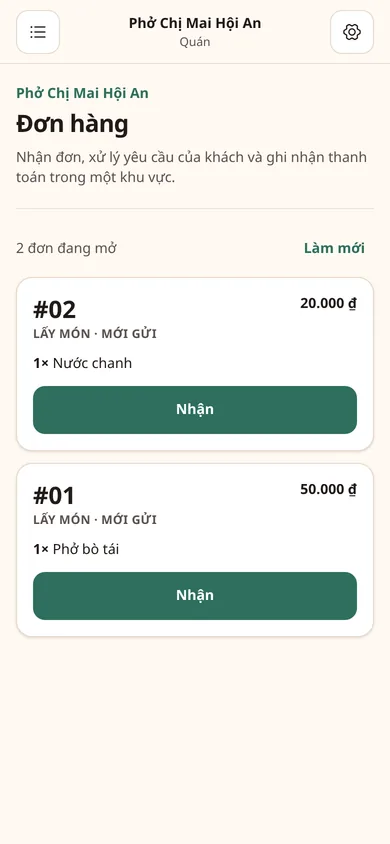 Phở Chị Mai Hội An
Quán
Phở Chị Mai Hội An
Đơn hàng
Nhận đơn, xử lý yêu cầu của khách và ghi nhận thanh
toán trong một khu vực.
2 đơn đang mở
Làm mới
#02
20.000 ₫
LẤY MÓN · MỚI GỬI
1× Nước chanh
Nhận
#01
50.000 ₫
LẤY MÓN · MỚI GỬI
1× Phở bò tái
Nhận